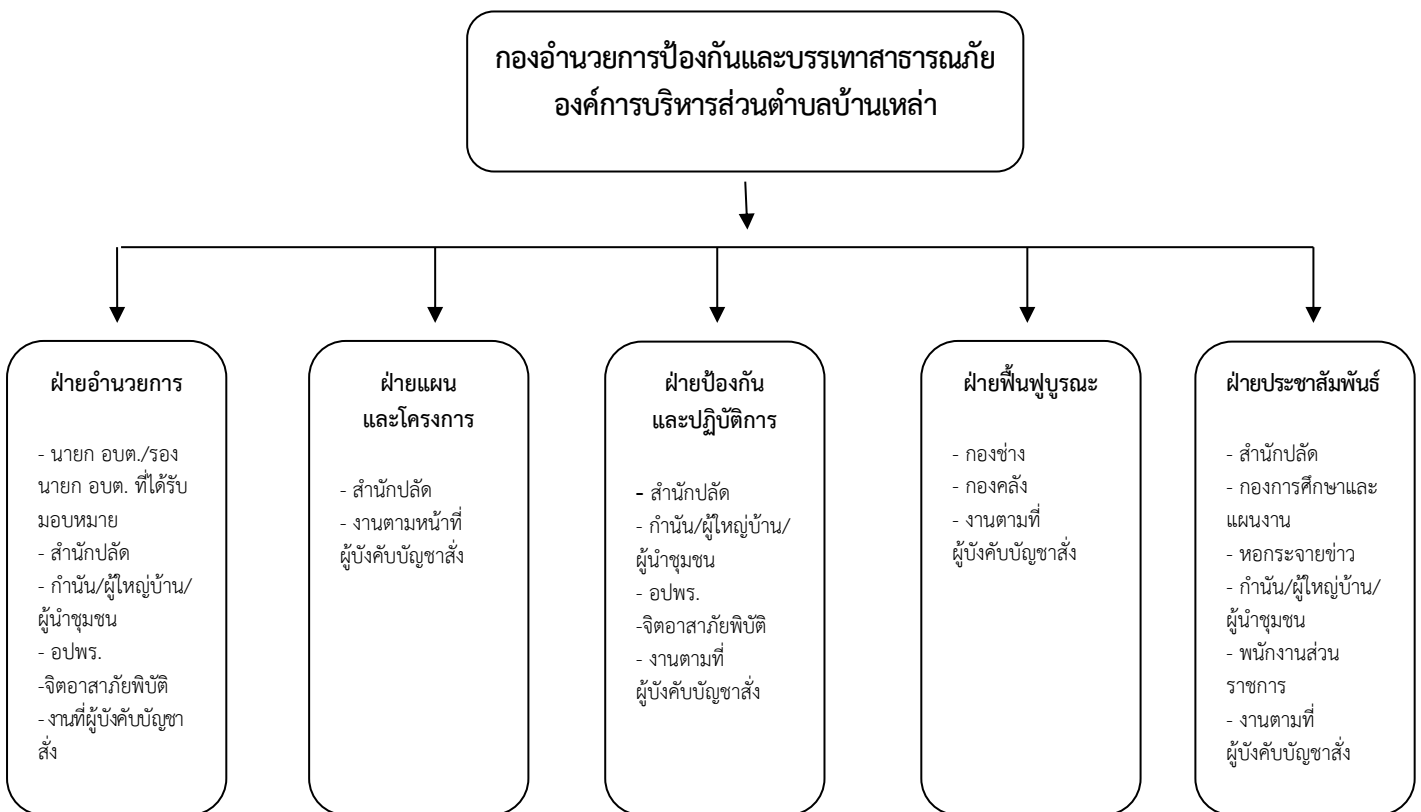 กองอำนวยการป้องกันและบรรเทาสาธารณภัย
องค์การบริหารส่วนตำบลบ้านเหล่า
ฝ่ายอำนวยการ
- นายก อบต./รอง
นายก อบต. ที่ได้รับ
มอบหมาย
- สำนักปลัด
- กำนัน/ผู้ใหญ่บ้าน/
ผู้นำชุมชน
- อปพร.
-จิตอาสาภัยพิบัติ
- งานที่ผู้บังคับบัญชา
สั่ง
ฝ่ายแผน
และโครงการ
- สำนักปลัด
- งานตามหน้าที่
ผู้บังคับบัญชาสั่ง
ฝ่ายป้องกัน
และปฏิบัติการ
- สำนักปลัด
- กำนัน/ผู้ใหญ่บ้าน/
ผู้นำชุมชน
- อปพร.
-จิตอาสาภัยพิบัติ
- งานตามที่
ผู้บังคับบัญชาสั่ง
ฝ่ายฟื้นฟูบูรณะ
- กองช่าง
- กองคลัง
- งานตามที่
ผู้บังคับบัญชาสั่ง
ฝ่ายประชาสัมพันธ์
- สำนักปลัด
- กองการศึกษาและ
แผนงาน
- หอกระจายข่าว
- กำนัน/ผู้ใหญ่บ้าน/
ผู้นำชุมชน
- พนักงานส่วน
ราชการ
- งานตามที่
ผู้บังคับบัญชาสั่ง